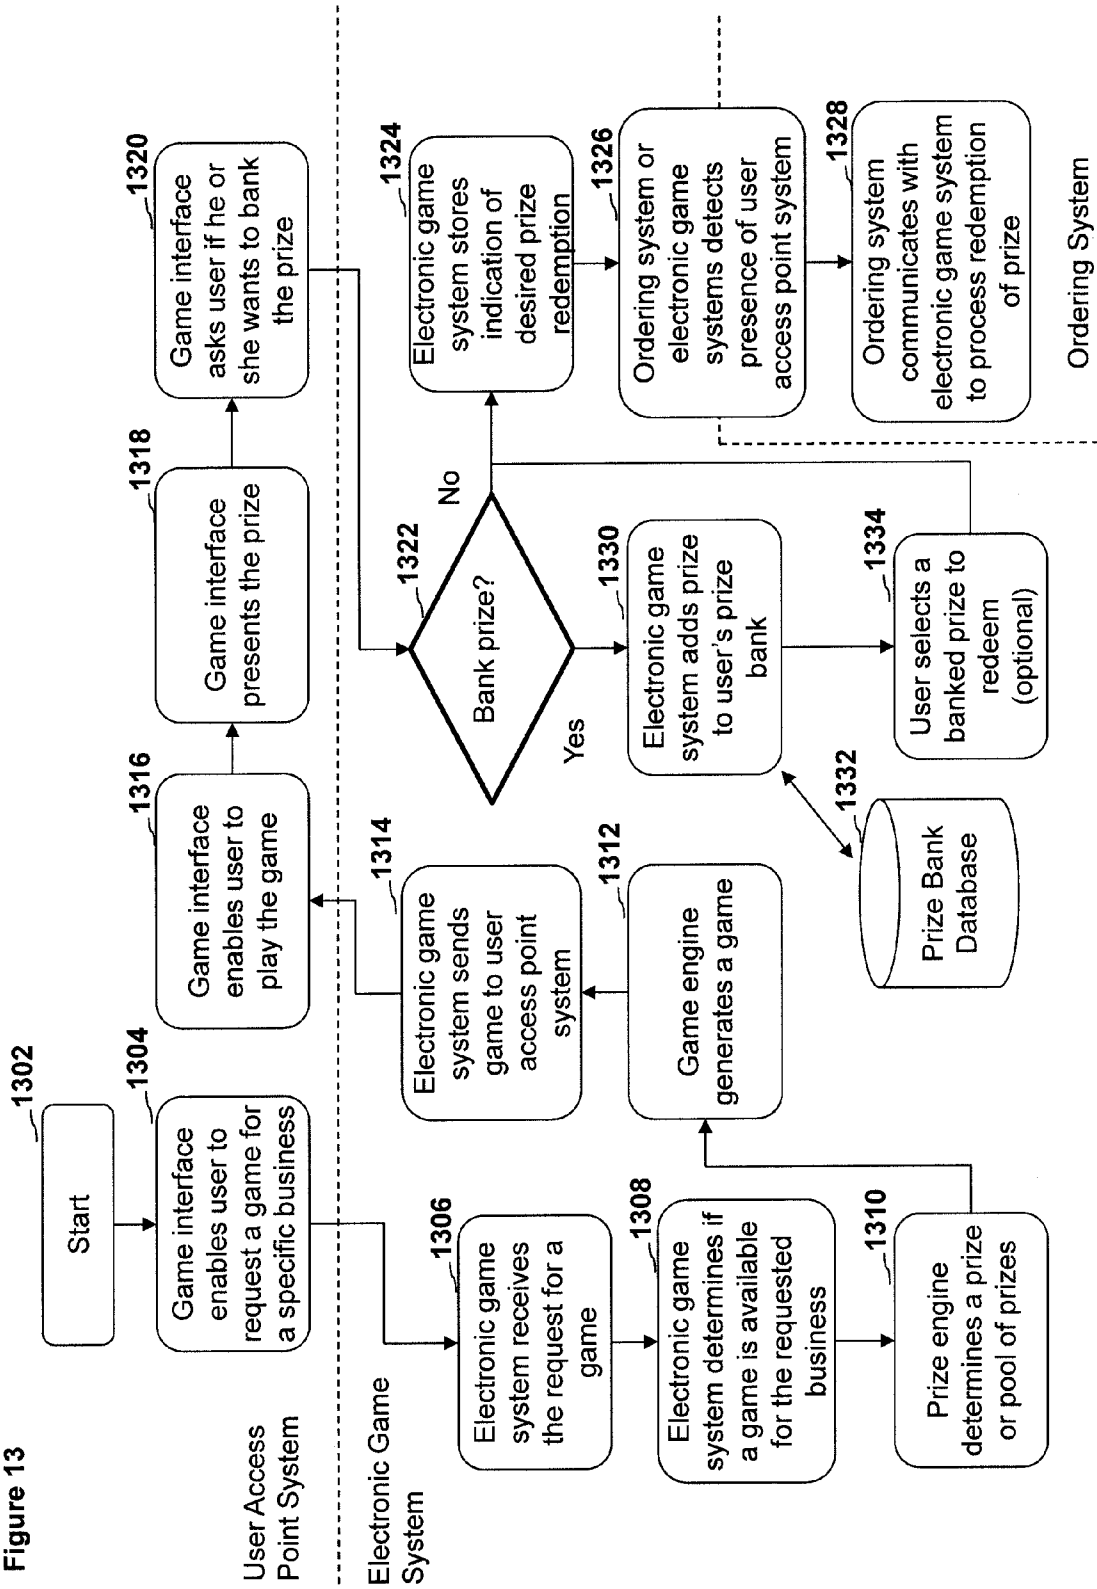 Figure 13
1302
Start
1304
Game interface
enables user to
request a game for
a specific business
User Access
Point System
Electronic Game
System
1306
Electronic game
system receives
the request for a
game
1308
Electronic game
system determines if
a game is available
for the requested
business
1310
Prize engine
determines a prize
or pool of prizes
1312
Game engine
generates a game
1314
Electronic game
system sends
game to user
access point
system
1316
Game interface
enables user to
play the game
1318
Game interface
presents the prize
1320
Game interface
asks user if he or
she wants to bank
the prize
1322
Bank prize?
No
Yes
1324
Electronic game
system stores
indication of
desired prize
redemption
1326
Ordering system or
electronic game
systems detects
presence of user
access point system
1328
Ordering system
communicates with
electronic game system
to process redemption
of prize
Ordering System
1330
Electronic game
system adds prize
to user's prize
bank
1332
Prize Bank
Database
1334
User selects a
banked prize to
redeem
(optional)